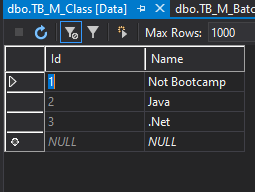 dbo.TB_M_Class [Data]
dbo.TB_M_Batc
Max Rows: 1000
Id Name
1 Not Bootcamp
2 Java
3 .Net
NULL NULL